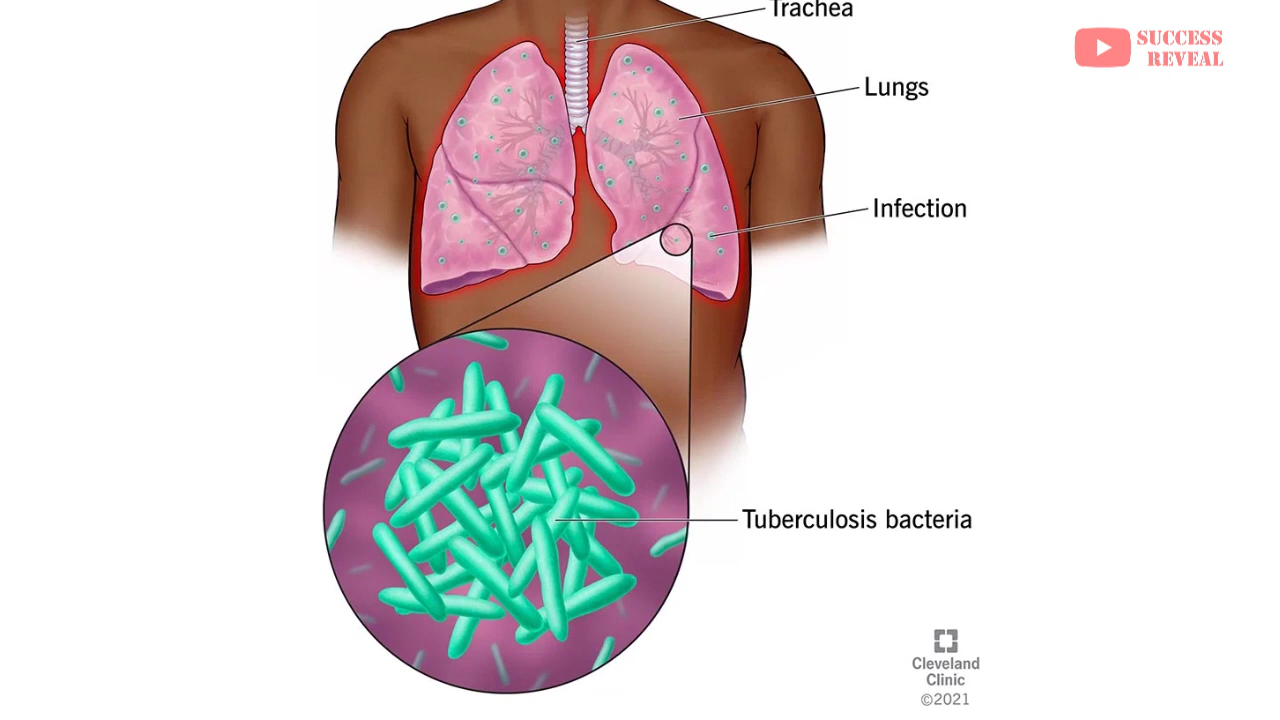 Trachea
SUCCESS
REVEAL
Lungs
Infection
Tuberculosis bacteria
Cleveland
Clinic
©2021